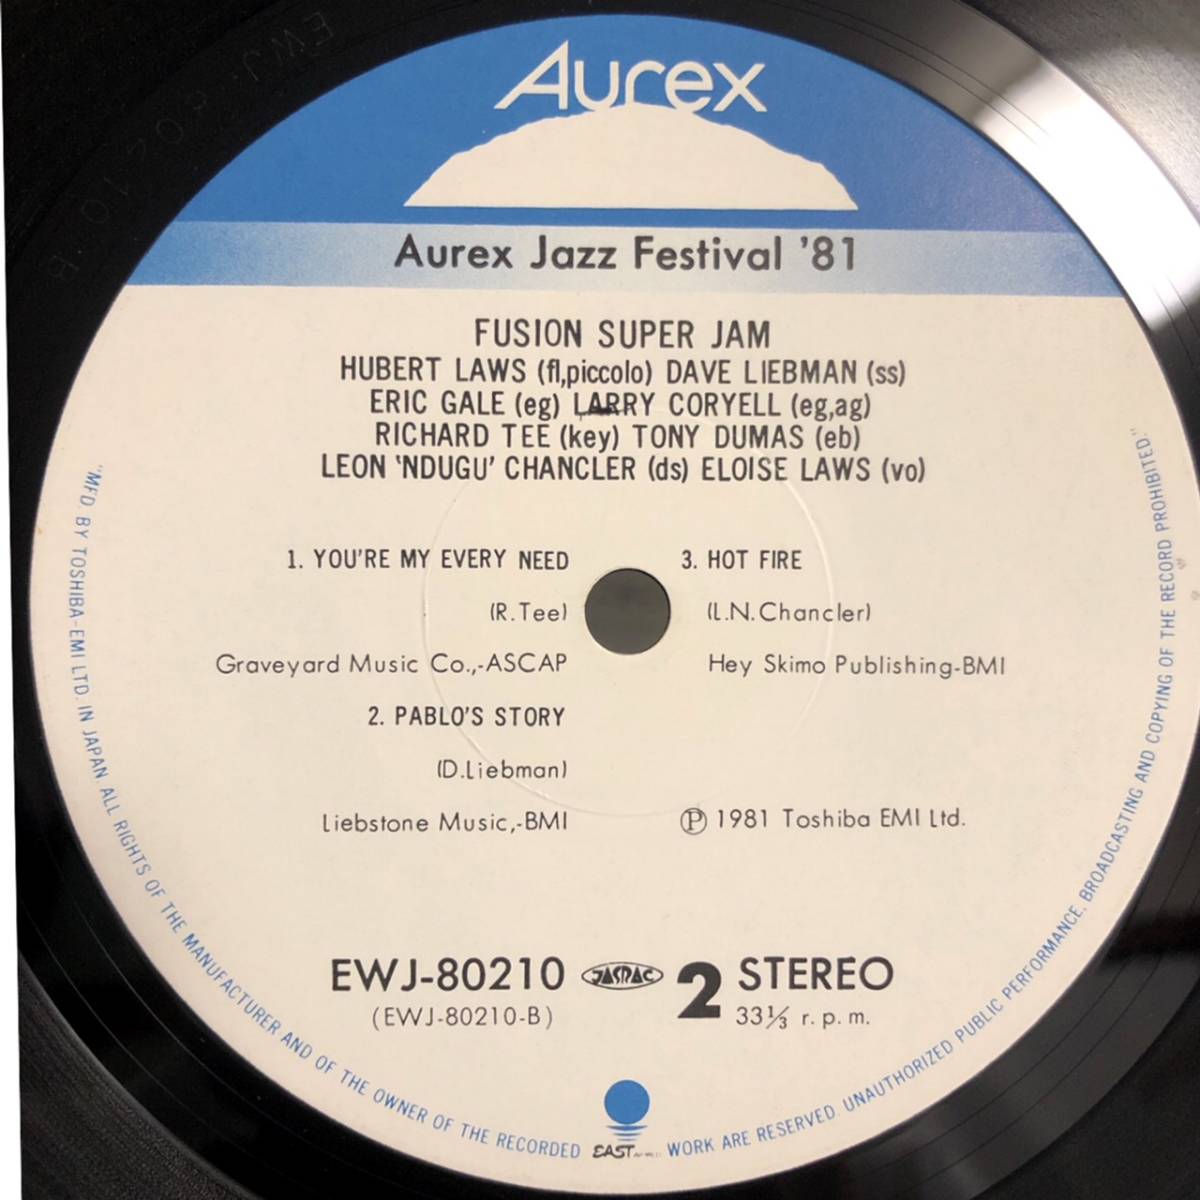 Aurex
Aurex Jazz Festival '81
FUSION SUPER JAM
HUBERT LAWS (fl,piccolo) DAVE LIEBMAN (ss)
ERIC GALE (eg) LARRY CORYELL (eg,ag)
RICHARD TEE (key) TONY DUMAS (eb)
LEON 'NDUGU' CHANCLER (ds) ELOISE LAWS (vo)
1. YOU'RE MY EVERY NEED
(R.Tee)
Graveyard Music Co.,-ASCAP
2. PABLO'S STORY
(D.Liebman)
Liebstone Music,-BMI
3. HOT FIRE
(L.N.Chancler)
Hey Skimo Publishing-BMI
Ⓟ 1981 Toshiba EMI Ltd.
EWJ-80210 JASRAC 2 STEREO
(EWJ-80210-B) 33⅓ r.p.m.
"MFD BY TOSHIBA-EMI LTD. IN JAPAN. ALL RIGHTS OF THE MANUFACTURER AND OF THE OWNER OF THE RECORDED WORK ARE RESERVED. UNAUTHORIZED PUBLIC PERFORMANCE, BROADCASTING AND COPYING OF THE RECORD PROHIBITED."
EAST